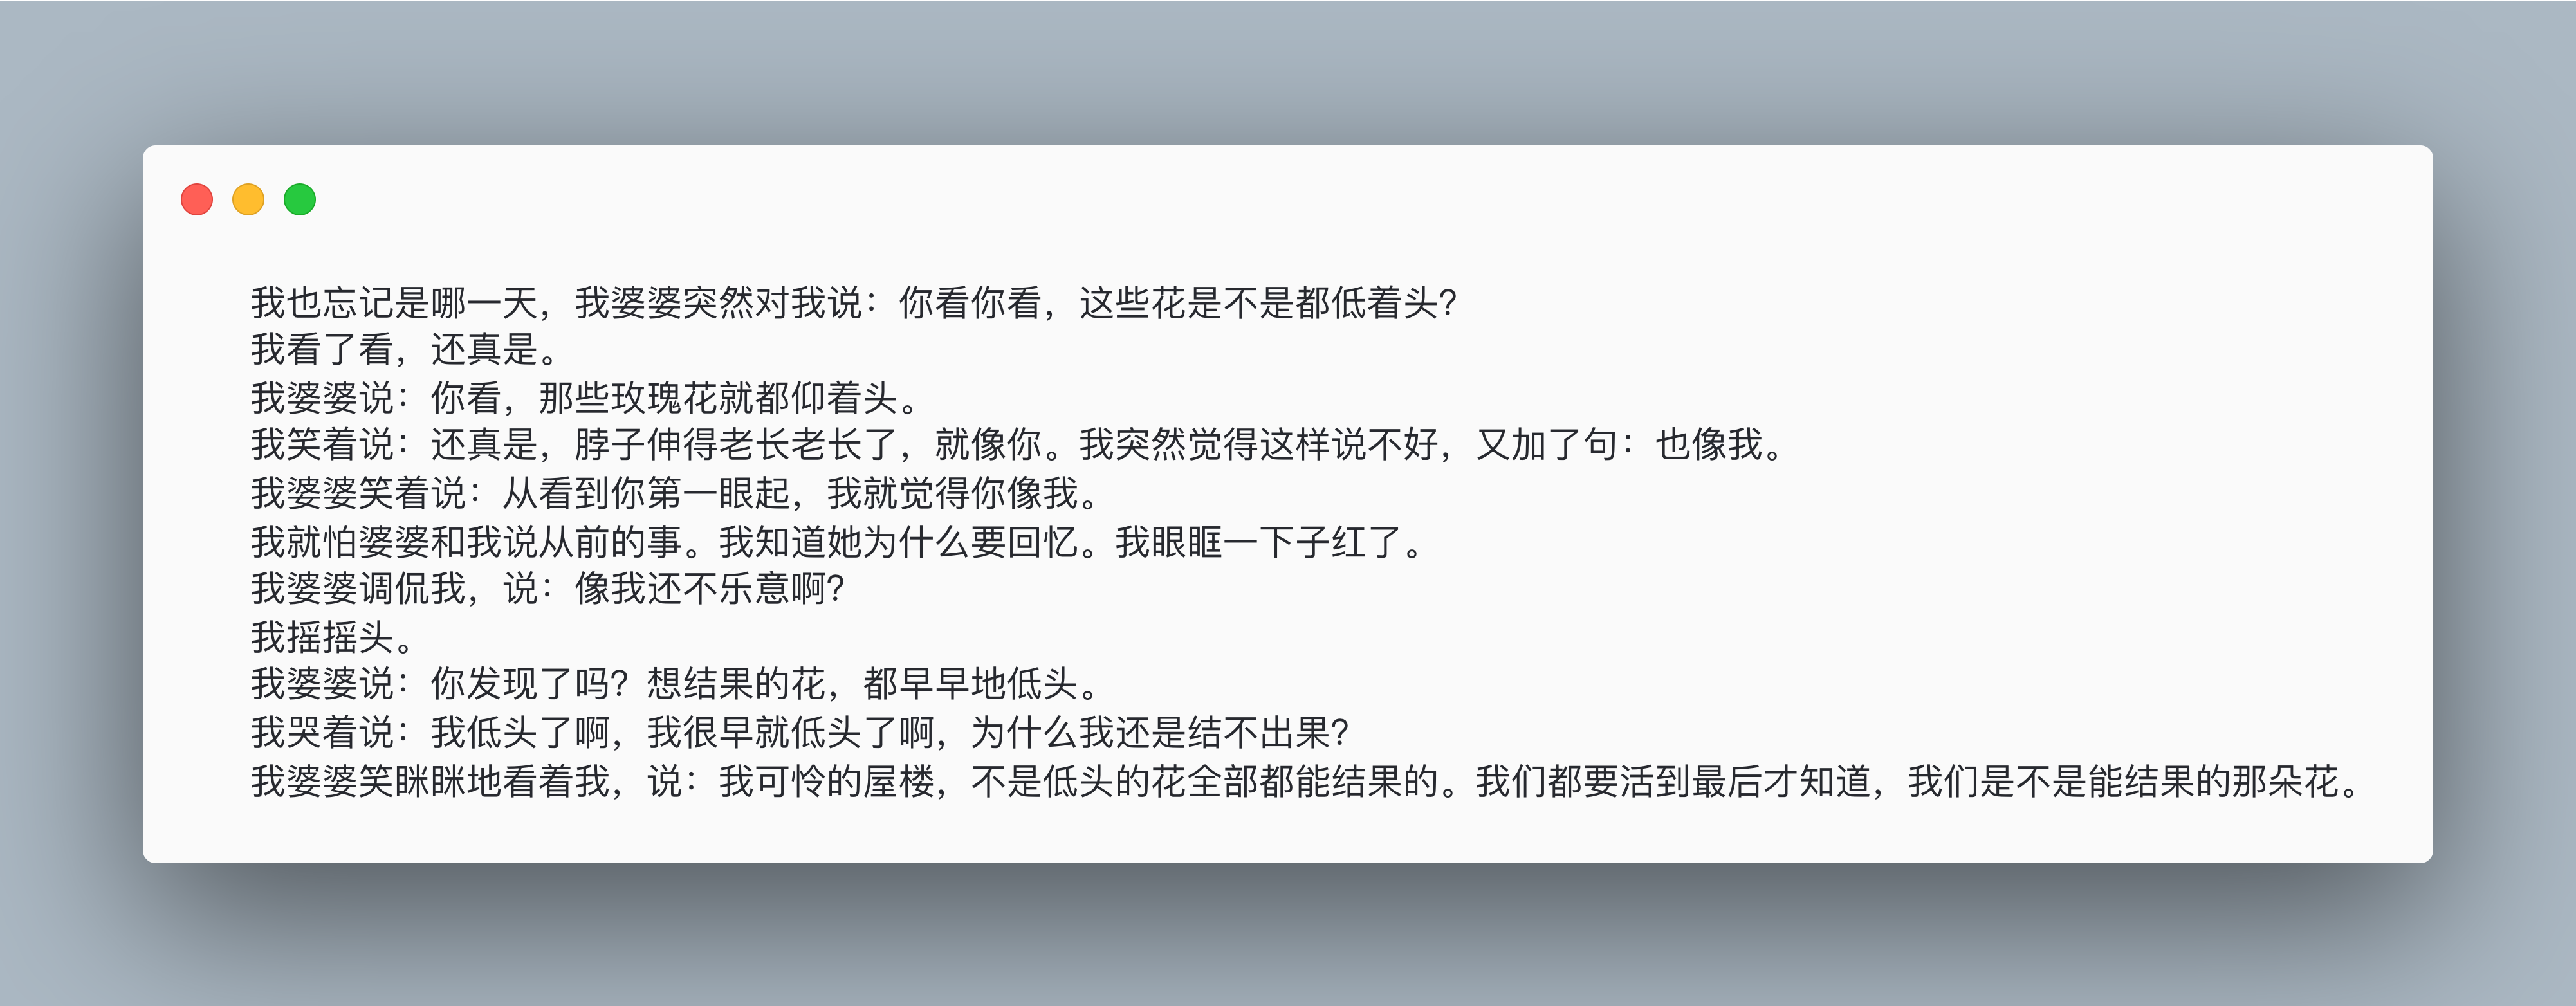 我也忘记是哪一天，我婆婆突然对我说：你看你看，这些花是不是都低着头？
我看了看，还真是。
我婆婆说：你看，那些玫瑰花就都仰着头。
我笑着说：还真是，脖子伸得老长老长了，就像你。我突然觉得这样说不好，又加了句：也像我。
我婆婆笑着说：从看到你第一眼起，我就觉得你像我。
我就怕婆婆和我说从前的事。我知道她为什么要回忆。我眼眶一下子红了。
我婆婆调侃我，说：像我还不乐意啊？
我摇摇头。
我婆婆说：你发现了吗？想结果的花，都早早地低头。
我哭着说：我低头了啊，我很早就低头了啊，为什么我还是结不出果？
我婆婆笑眯眯地看着我，说：我可怜的屋楼，不是低头的花全部都能结果的。我们都要活到最后才知道，我们是不是能结果的那朵花。